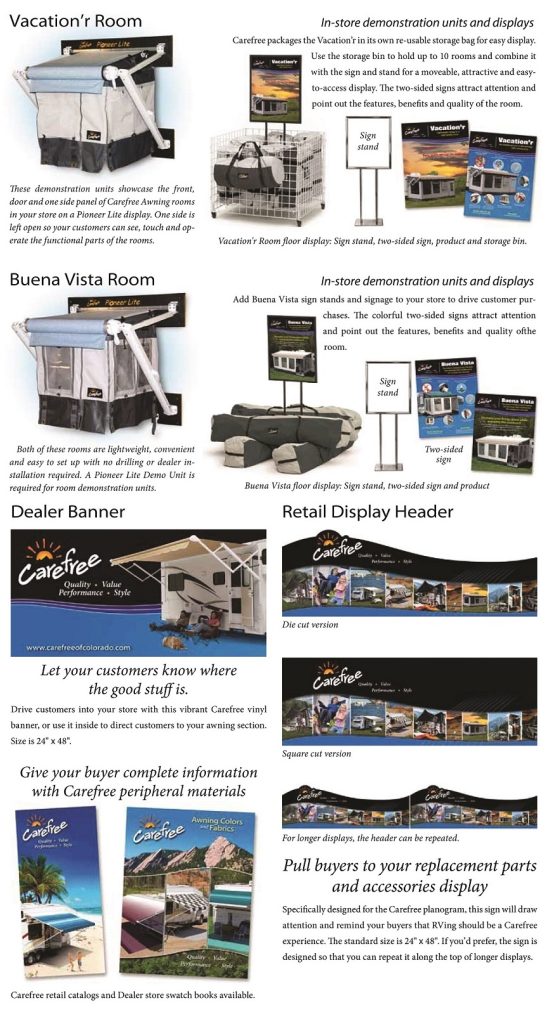 Vacation'r Room
Pioneer Lite
These demonstration units showcase the front,
door and one side panel of Carefree Awning rooms
in your store on a Pioneer Lite display. One side is
left open so your customers can see, touch and op-
erate the functional parts of the rooms.
In-store demonstration units and displays
Carefree packages the Vacation'r in its own re-usable storage bag for easy display.
Use the storage bin to hold up to 10 rooms and combine it
with the sign and stand for a moveable, attractive and easy-
to-access display. The two-sided signs attract attention and
point out the features, benefits and quality of the room.
Vacation'r
Sign
stand
Vacation'r
Vacation'r
Vacation'r Room floor display: Sign stand, two-sided sign, product and storage bin.
Buena Vista Room
Pioneer Lite
Both of these rooms are lightweight, convenient
and easy to set up with no drilling or dealer in-
stallation required. A Pioneer Lite Demo Unit is
required for room demonstration units.
In-store demonstration units and displays
Add Buena Vista sign stands and signage to your store to drive customer pur-
chases. The colorful two-sided signs attract attention
and point out the features, benefits and quality ofthe
room.
Buena Vista
Sign
stand
Buena Vista
Buena Vista
Two-sided
sign
Buena Vista floor display: Sign stand, two-sided sign and product
Dealer Banner
Carefree
Quality • Value
Performance • Style
www.carefreeofcolorado.com
Let your customers know where
the good stuff is.
Drive customers into your store with this vibrant Carefree vinyl
banner, or use it inside to direct customers to your awning section.
Size is 24" x 48".
Give your buyer complete information
with Carefree peripheral materials
Carefree
Quality • Value
Performance • Style
Carefree
Awning Colors
and Fabrics
Carefree retail catalogs and Dealer store swatch books available.
Retail Display Header
Carefree
Quality • Value
Performance • Style
Die cut version
Carefree
Quality • Value
Performance • Style
Square cut version
Carefree
Carefree
For longer displays, the header can be repeated.
Pull buyers to your replacement parts
and accessories display
Specifically designed for the Carefree planogram, this sign will draw
attention and remind your buyers that RVing should be a Carefree
experience. The standard size is 24" x 48". If you'd prefer, the sign is
designed so that you can repeat it along the top of longer displays.